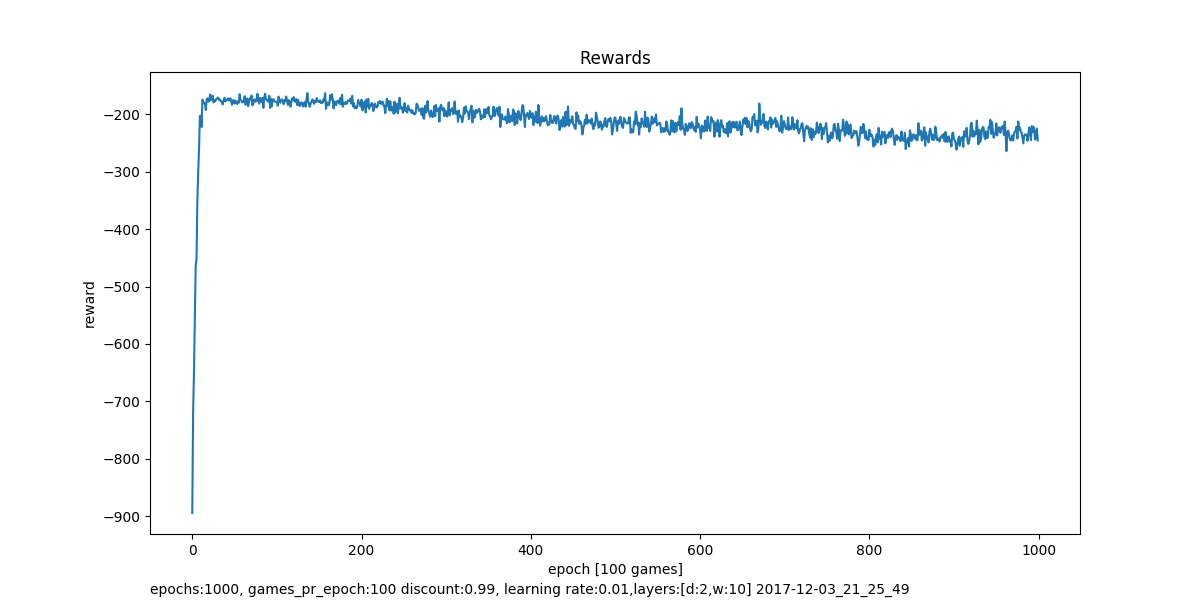 Rewards
−200
−300
−400
−500
−600
−700
−800
−900
reward
0 200 400 600 800 1000
epoch [100 games]
epochs:1000, games_pr_epoch:100 discount:0.99, learning rate:0.01,layers:[d:2,w:10] 2017-12-03_21_25_49